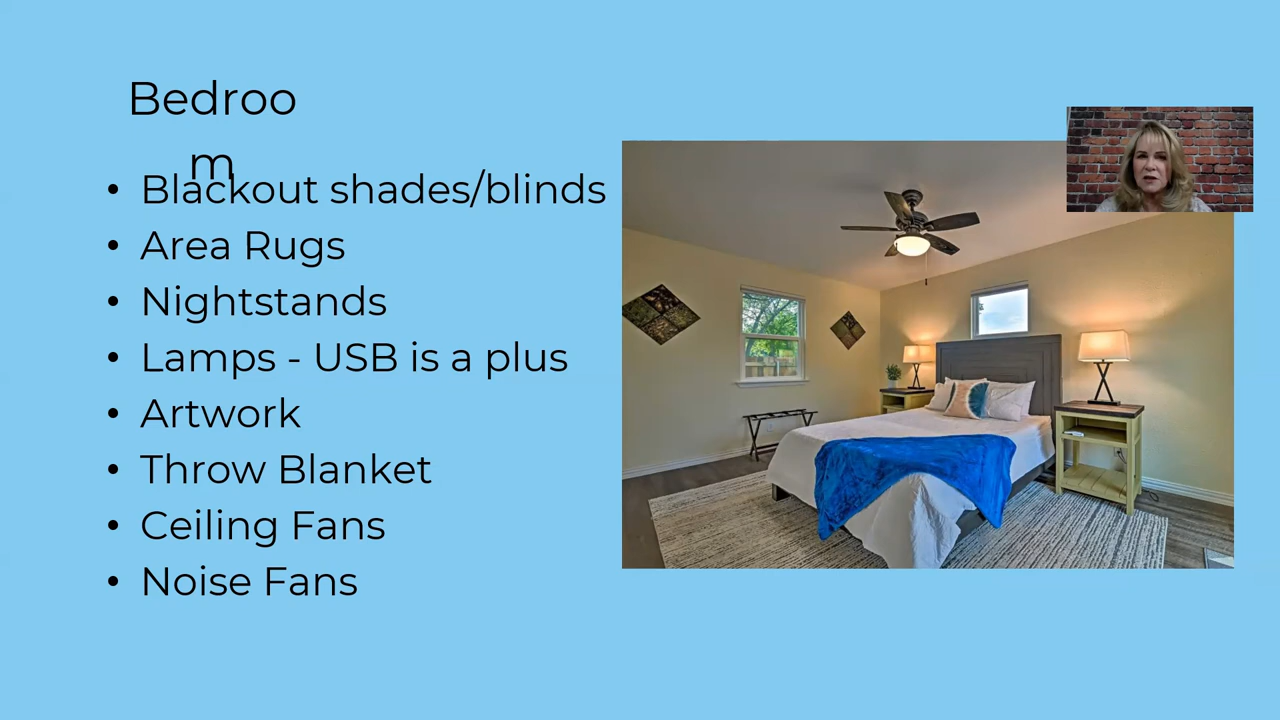 Bedroo
m
• Blackout shades/blinds
• Area Rugs
• Nightstands
• Lamps - USB is a plus
• Artwork
• Throw Blanket
• Ceiling Fans
• Noise Fans